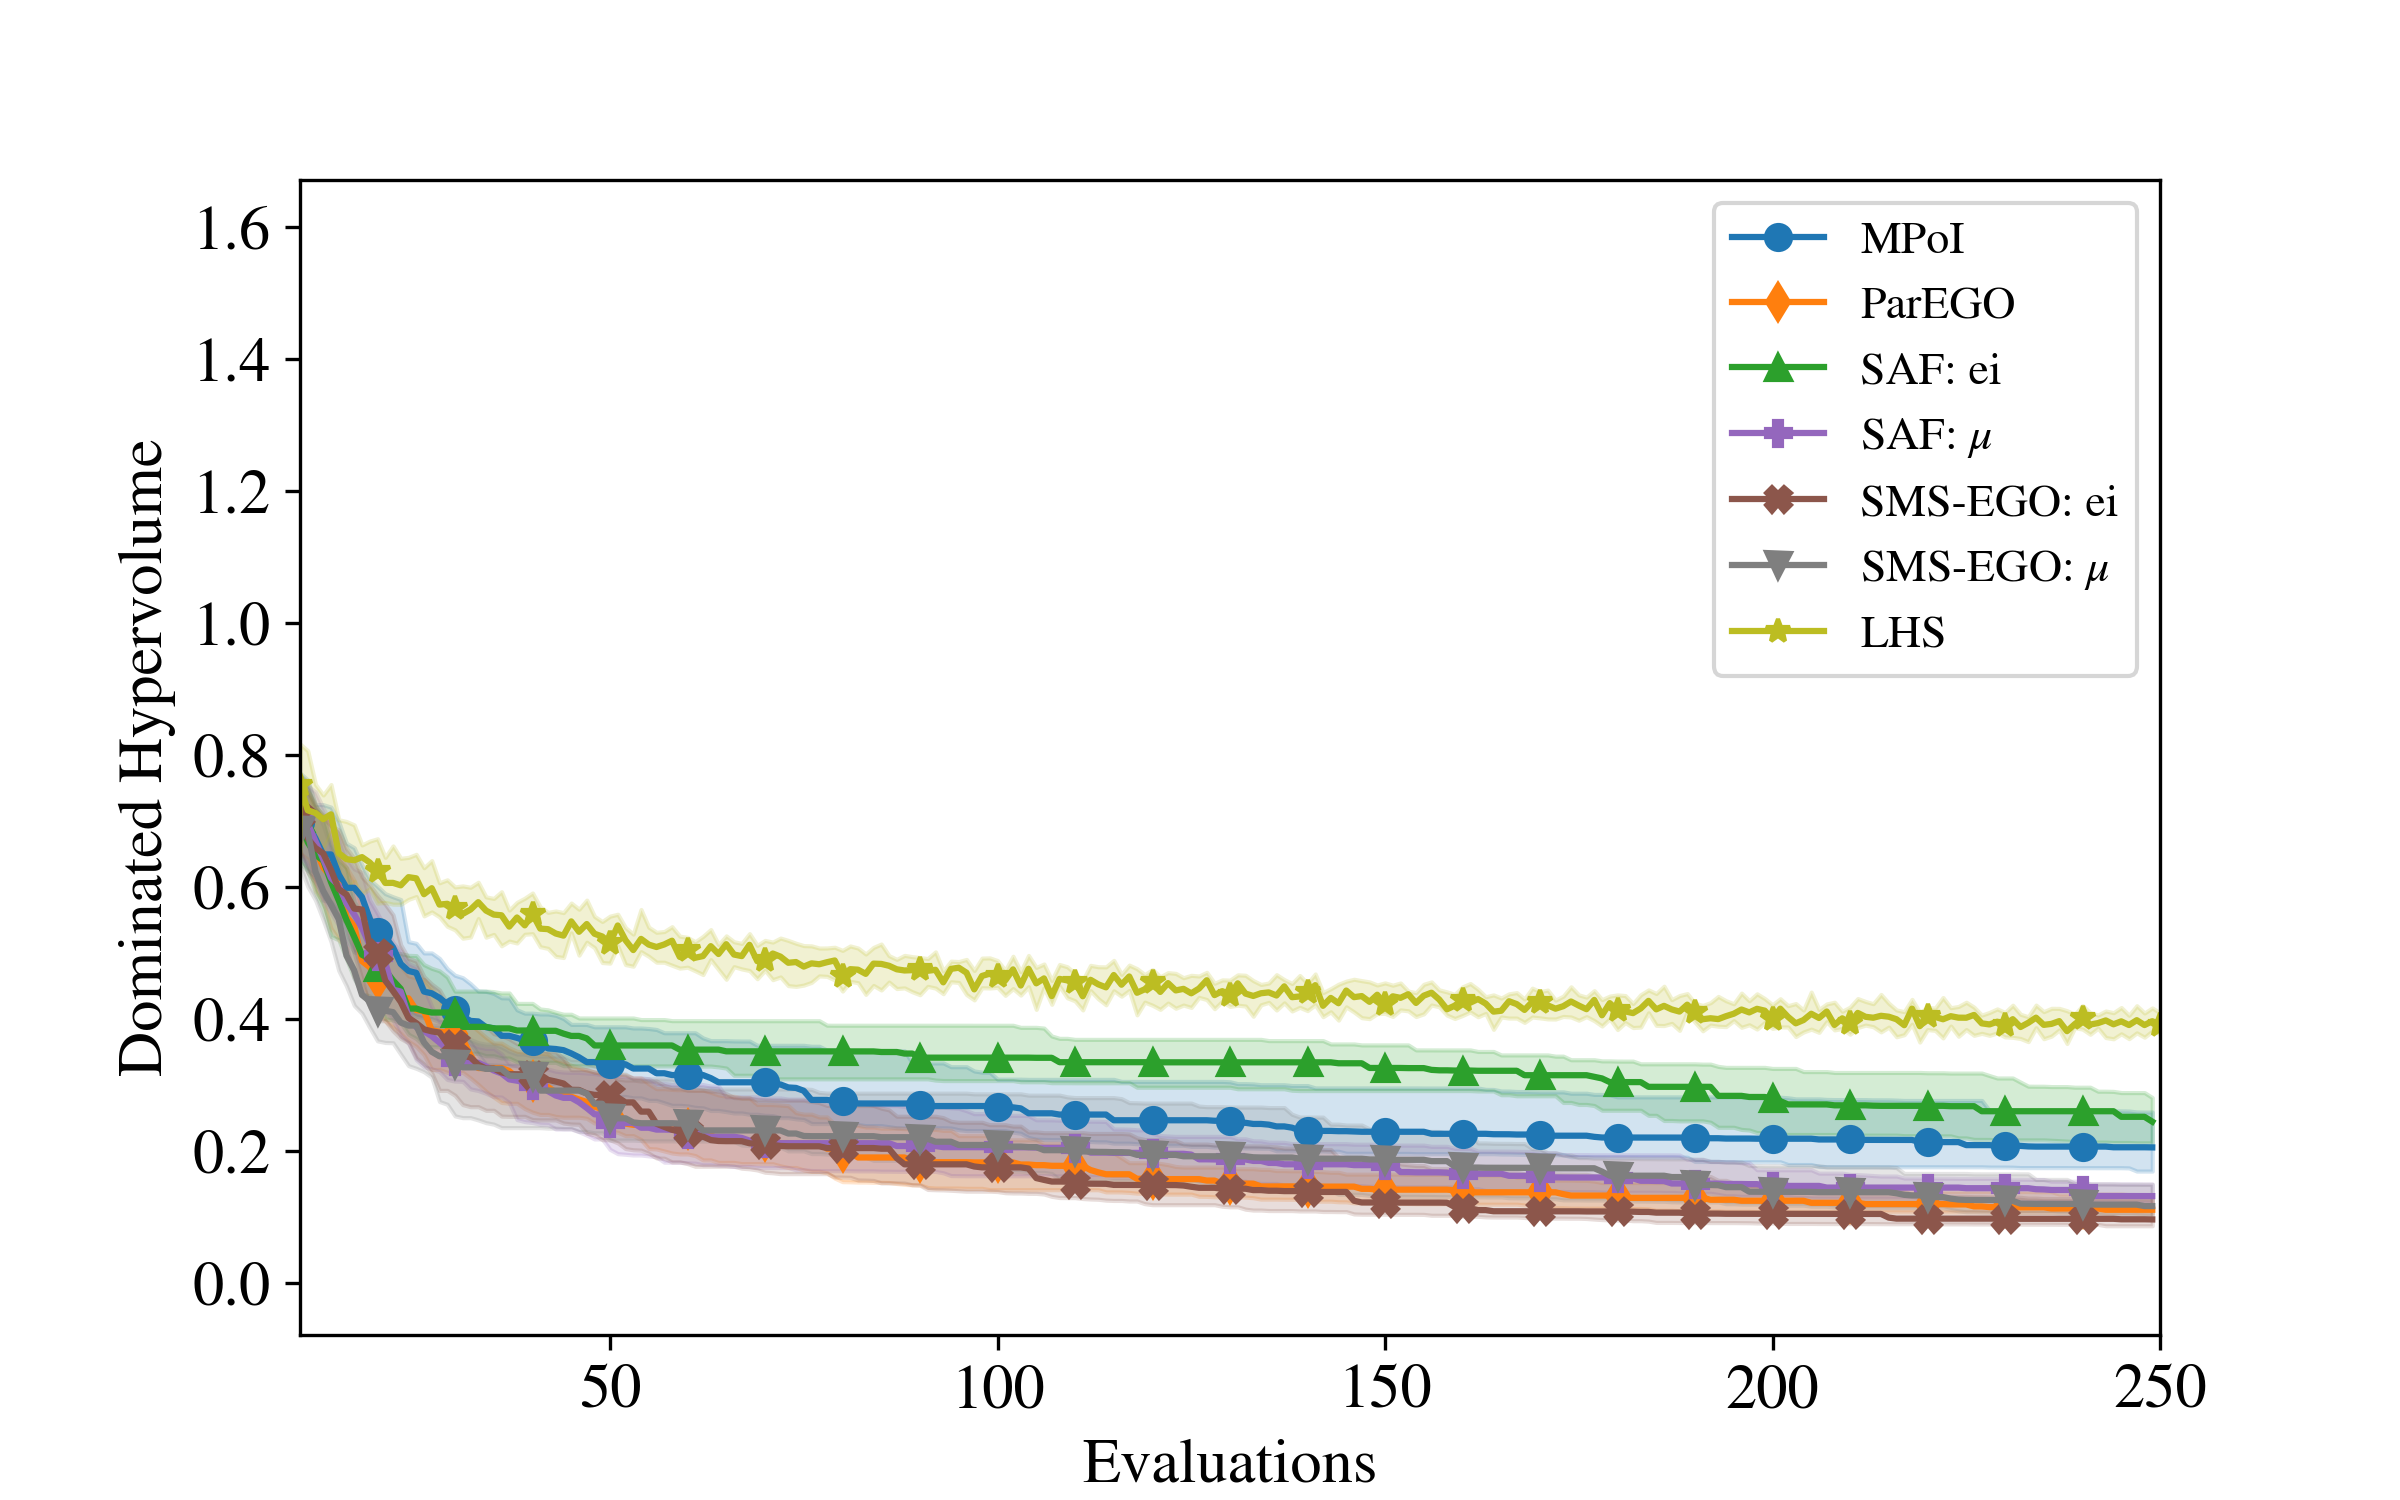 1.6
1.4
1.2
1.0
0.8
0.6
0.4
0.2
0.0
Dominated Hypervolume
MPoI
ParEGO
SAF: ei
SAF: μ
SMS-EGO: ei
SMS-EGO: μ
LHS
50
100
150
200
250
Evaluations